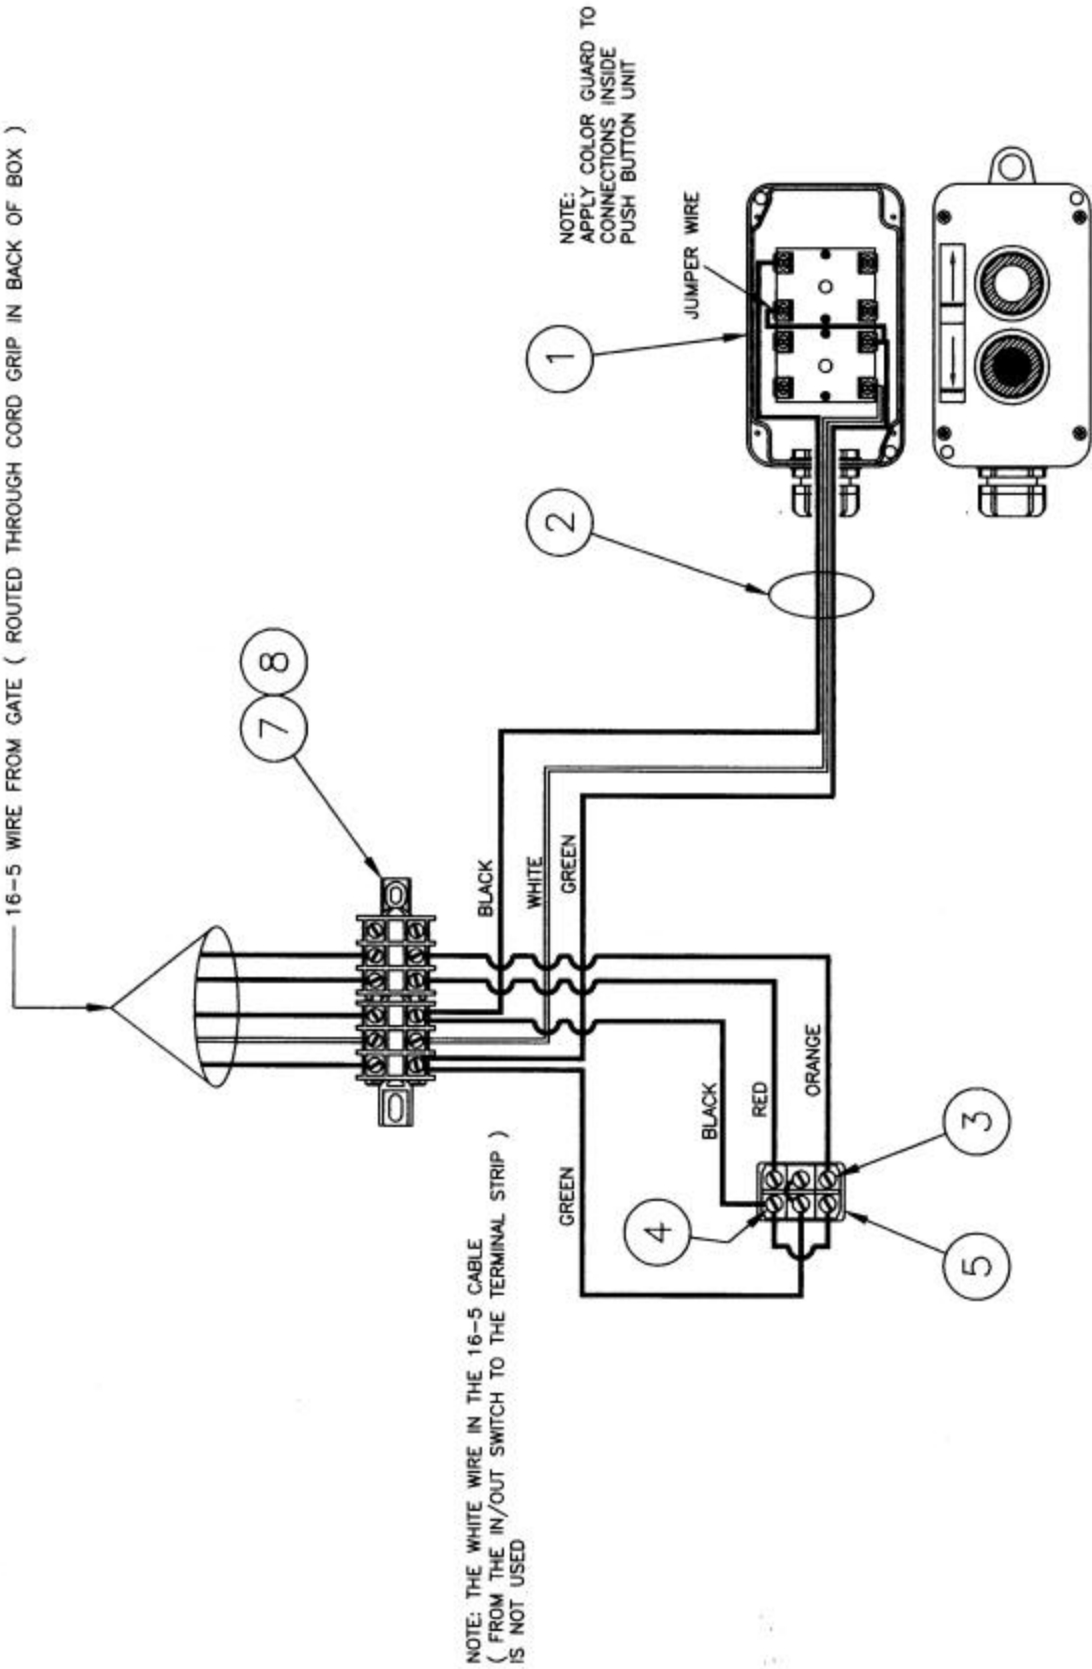 16-5 WIRE FROM GATE ( ROUTED THROUGH CORD GRIP IN BACK OF BOX )
7
8
NOTE:
APPLY COLOR GUARD TO
CONNECTIONS INSIDE
PUSH BUTTON UNIT
JUMPER WIRE
1
2
BLACK
WHITE
GREEN
NOTE: THE WHITE WIRE IN THE 16-5 CABLE
( FROM THE IN/OUT SWITCH TO THE TERMINAL STRIP )
IS NOT USED
GREEN
BLACK
RED
ORANGE
4
3
5